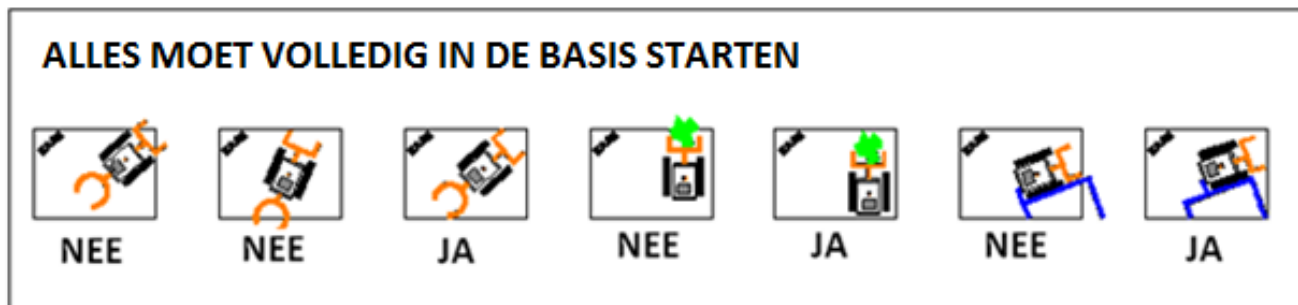 ALLES MOET VOLLEDIG IN DE BASIS STARTEN
NEE NEE JA NEE JA NEE JA